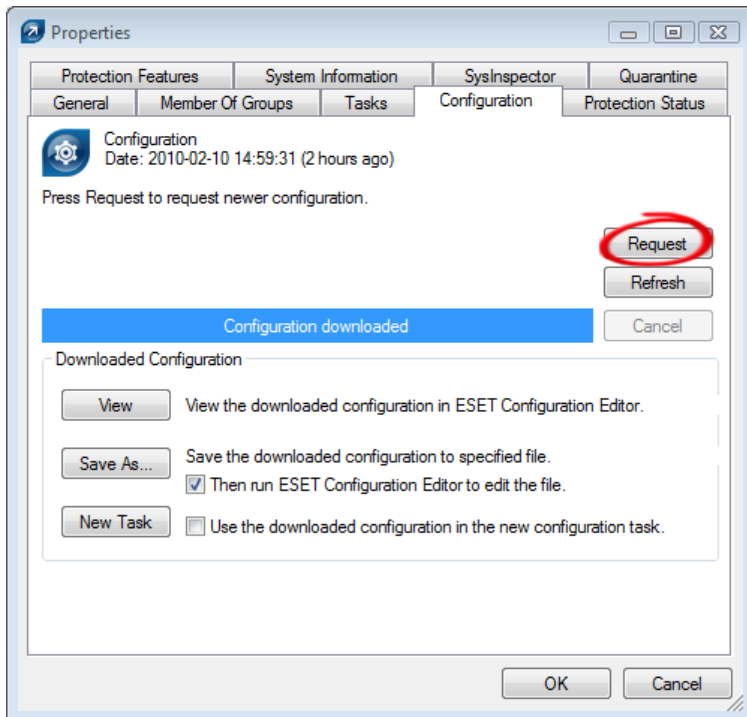 Properties
Protection Features System Information SysInspector Quarantine
General Member Of Groups Tasks Configuration Protection Status
Configuration
Date: 2010-02-10 14:59:31 (2 hours ago)
Press Request to request newer configuration.
Request
Refresh
Configuration downloaded Cancel
Downloaded Configuration
View View the downloaded configuration in ESET Configuration Editor.
Save As... Save the downloaded configuration to specified file.
Then run ESET Configuration Editor to edit the file.
New Task Use the downloaded configuration in the new configuration task.
OK Cancel